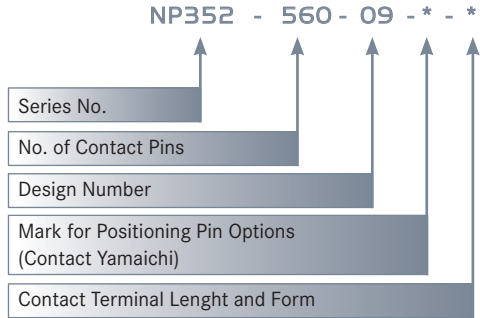 NP352 - 560 - 09 - * - *
Series No.
No. of Contact Pins
Design Number
Mark for Positioning Pin Options
(Contact Yamaichi)
Contact Terminal Lenght and Form